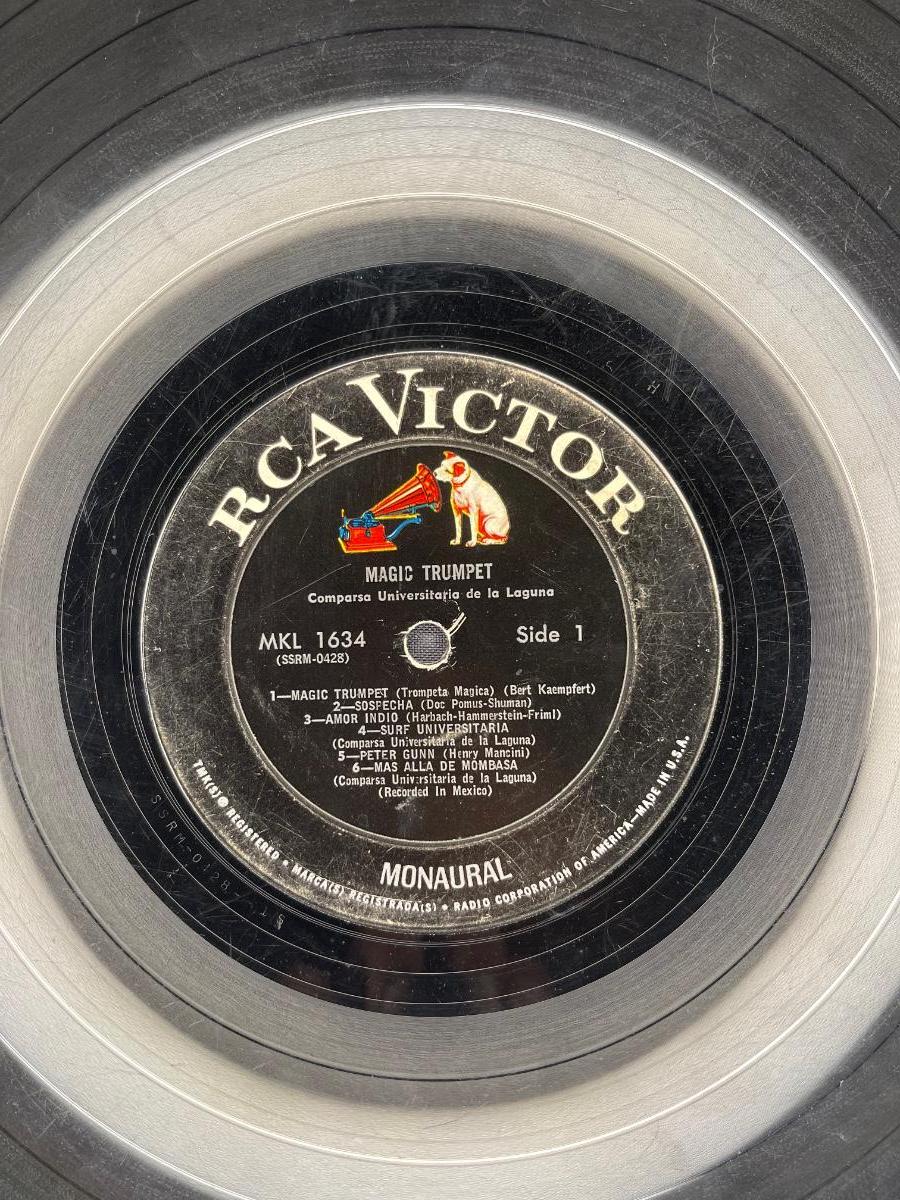 RCA VICTOR
MAGIC TRUMPET
Comparsa Universitaria de la Laguna
MKL 1634
(SSRM-0428)
Side 1
1—MAGIC TRUMPET (Trompeta Magica) (Bert Kaempfert)
2—SOSPECHA (Doc Pomus-Shuman)
3—AMOR INDIO (Harbach-Hammerstein-Friml)
4—SURF UNIVERSITARIA
(Comparsa Universitaria de la Laguna)
5—PETER GUNN (Henry Mancini)
6—MAS ALLA DE MOMBASA
(Comparsa Universitaria de la Laguna)
(Recorded In Mexico)
MONAURAL
TMK(S) ® REGISTERED • MARCA(S) REGISTRADA(S) • RADIO CORPORATION OF AMERICA—MADE IN U.S.A.